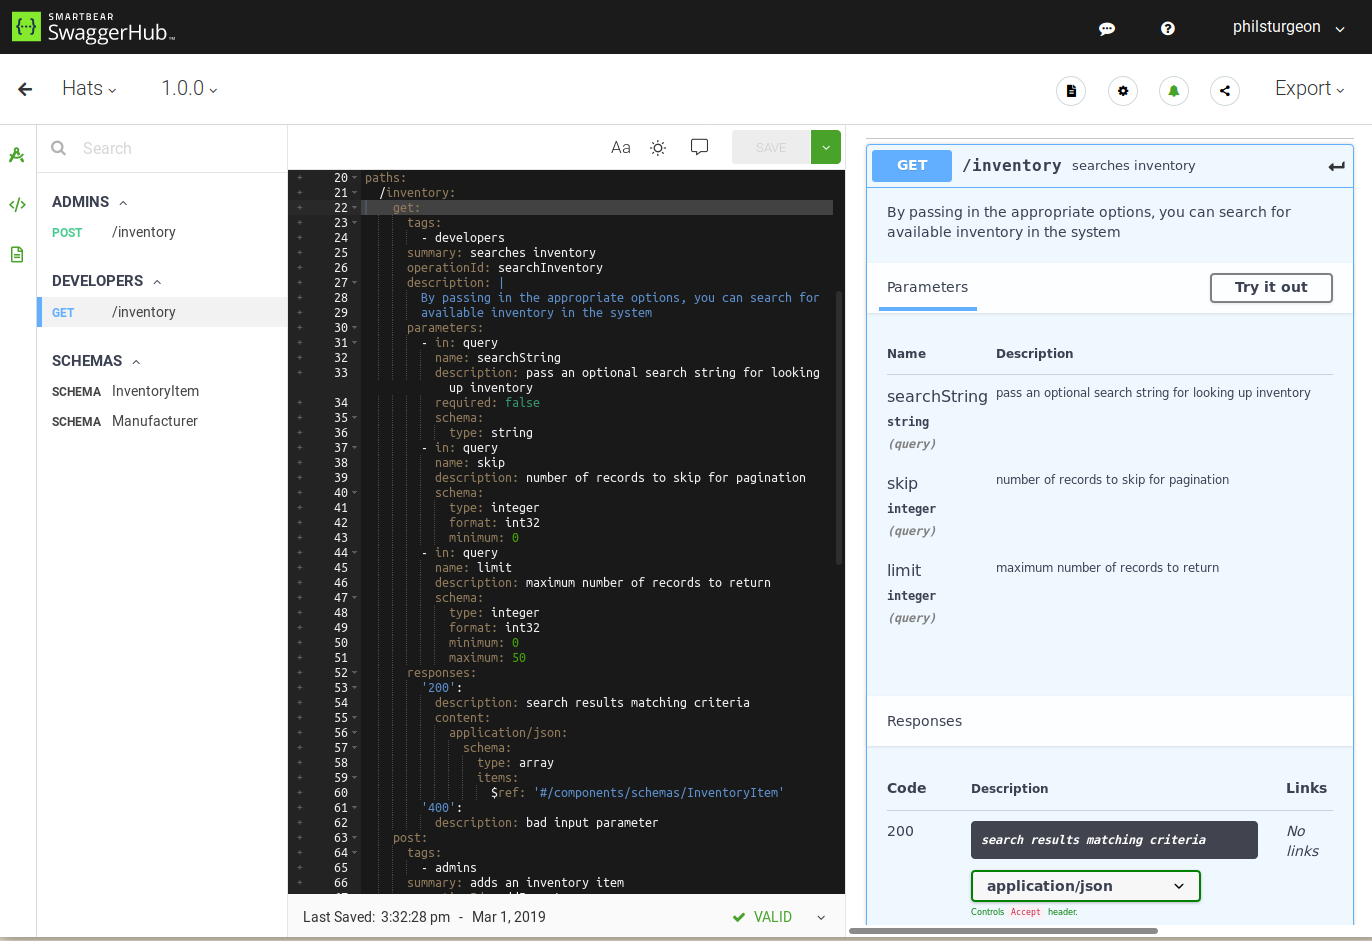 SMARTBEAR
SwaggerHub™
philsturgeon
Hats
1.0.0
Export
Search
ADMINS
POST /inventory
DEVELOPERS
GET /inventory
SCHEMAS
SCHEMA InventoryItem
SCHEMA Manufacturer
Aa
SAVE
20 paths:
21 /inventory:
22 get:
23 tags:
24 - developers
25 summary: searches inventory
26 operationId: searchInventory
27 description: |
28 By passing in the appropriate options, you can search for
29 available inventory in the system
30 parameters:
31 - in: query
32 name: searchString
33 description: pass an optional search string for looking
up inventory
34 required: false
35 schema:
36 type: string
37 - in: query
38 name: skip
39 description: number of records to skip for pagination
40 schema:
41 type: integer
42 format: int32
43 minimum: 0
44 - in: query
45 name: limit
46 description: maximum number of records to return
47 schema:
48 type: integer
49 format: int32
50 minimum: 0
51 maximum: 50
52 responses:
53 '200':
54 description: search results matching criteria
55 content:
56 application/json:
57 schema:
58 type: array
59 items:
60 $ref: '#/components/schemas/InventoryItem'
61 '400':
62 description: bad input parameter
63 post:
64 tags:
65 - admins
66 summary: adds an inventory item
Last Saved: 3:32:28 pm - Mar 1, 2019
VALID
GET /inventory searches inventory
By passing in the appropriate options, you can search for
available inventory in the system
Parameters
Try it out
Name Description
searchString pass an optional search string for looking up inventory
string
(query)
skip number of records to skip for pagination
integer
(query)
limit maximum number of records to return
integer
(query)
Responses
Code Description Links
200 search results matching criteria No
links
application/json
Controls Accept header.